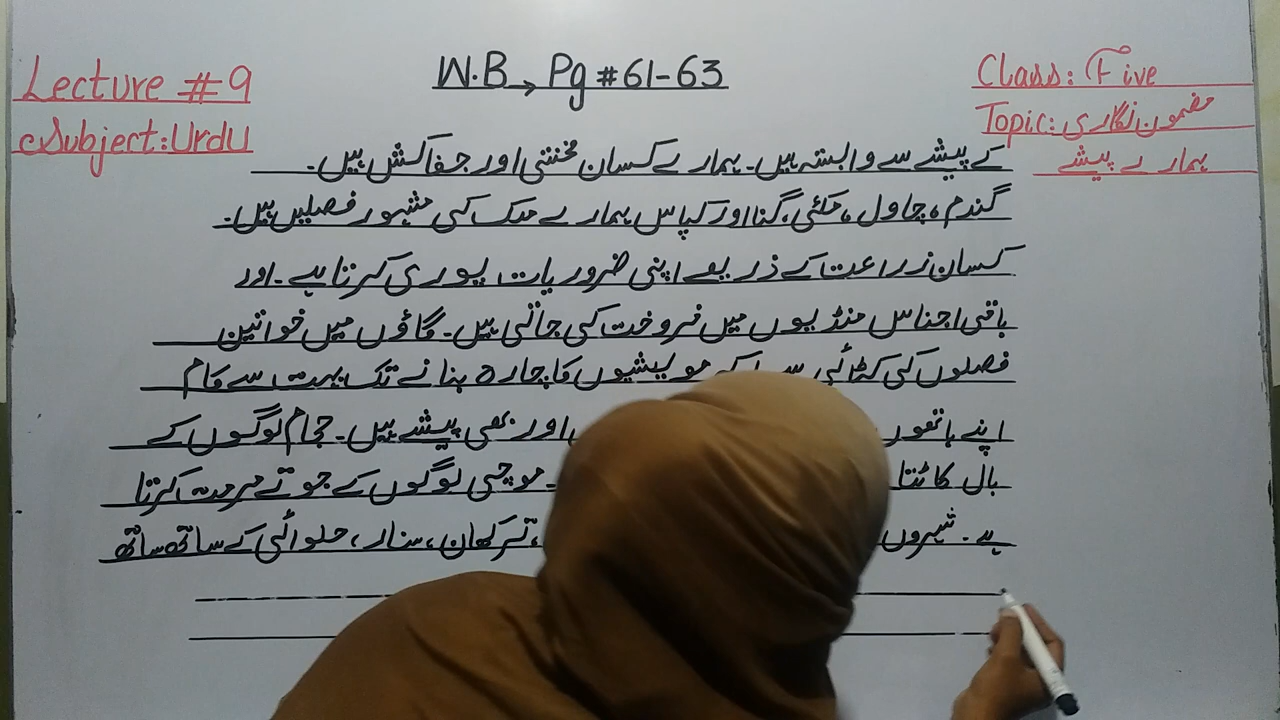 Lecture # 9
Subject: Urdu
W.B → Pg # 61-63
Class: Five
Topic: مضمون نگاری
ہمارے پیشے
کے پیشے سے وابستہ ہیں۔ ہمارے کسان محنتی اور جفاکش ہیں۔
گندم، چاول، مکئی، گنا اور کپاس ہمارے ملک کی مشہور فصلیں ہیں۔
کسان زراعت کے ذریعے اپنی ضروریات پوری کرتا ہے۔ اور
باقی اجناس منڈیوں میں فروخت کی جاتی ہیں۔ گاؤں میں خواتین
فصلوں کی کٹائی سے مویشیوں کا چارہ بنانے تک بہت سے کام
اپنے ہاتھوں اور بھی پیشے ہیں۔ حجام لوگوں کے
بال کاٹتا موچی لوگوں کے جوتے مرمت کرتا
ہے۔ شہروں ، ترکھان، سنار، حلوائی کے ساتھ ساتھ